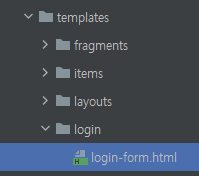 templates
fragments
items
layouts
login
login-form.html